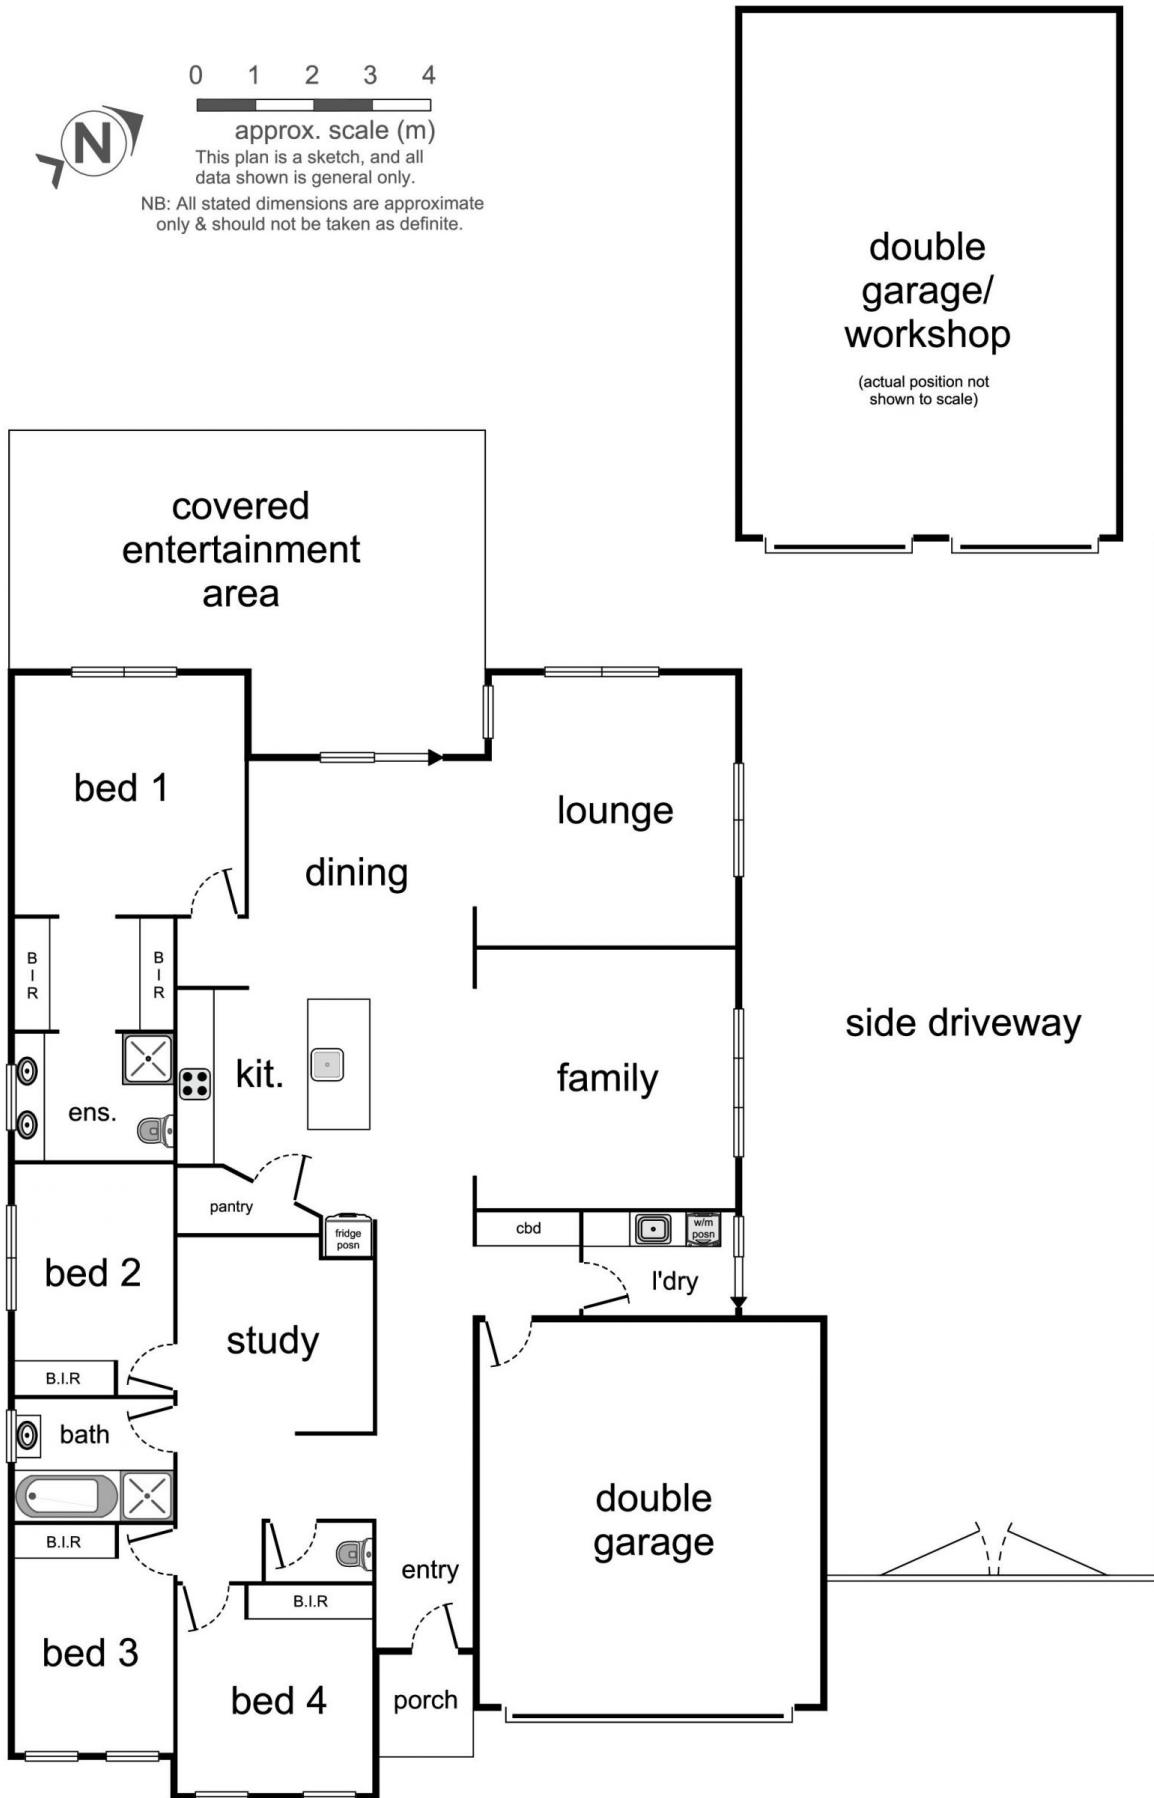 0 1 2 3 4
N
approx. scale (m)
This plan is a sketch, and all
data shown is general only.
NB: All stated dimensions are approximate
only & should not be taken as definite.
double
garage/
workshop
(actual position not
shown to scale)
covered
entertainment
area
bed 1
lounge
dining
B
I
R
B
I
R
side driveway
kit.
family
ens.
pantry
fridge
posn
cbd
w/m
posn
bed 2
l'dry
study
B.I.R
bath
B.I.R
double
garage
entry
B.I.R
bed 3
bed 4
porch